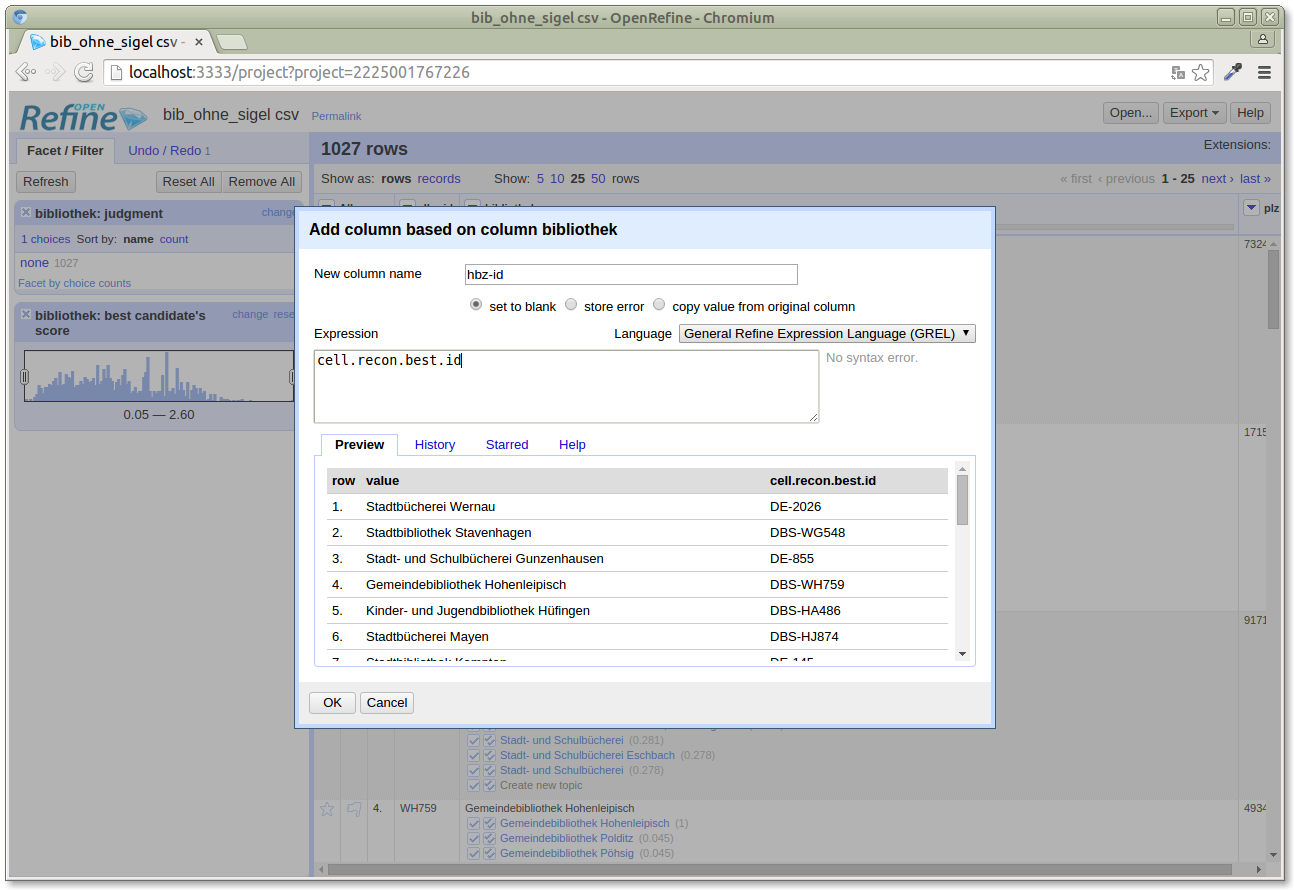 bib_ohne_sigel csv - OpenRefine - Chromium
bib_ohne_sigel csv -
localhost:3333/project?project=2225001767226
OPEN
Refine bib_ohne_sigel csv Permalink Open... Export Help
Facet / Filter Undo / Redo 1 1027 rows Extensions:
Refresh Reset All Remove All Show as: rows records Show: 5 10 25 50 rows « first ‹ previous 1 - 25 next › last »
plz
bibliothek: judgment change
1 choices Sort by: name count
none 1027
Facet by choice counts
bibliothek: best candidate's score change
0.05 — 2.60
Add column based on column bibliothek
New column name hbz-id
set to blank store error copy value from original column
Expression Language General Refine Expression Language (GREL)
cell.recon.best.id No syntax error.
Preview History Starred Help
row value cell.recon.best.id
1. Stadtbücherei Wernau DE-2026
2. Stadtbibliothek Stavenhagen DBS-WG548
3. Stadt- und Schulbücherei Gunzenhausen DE-855
4. Gemeindebibliothek Hohenleipisch DBS-WH759
5. Kinder- und Jugendbibliothek Hüfingen DBS-HA486
6. Stadtbücherei Mayen DBS-HJ874
OK Cancel
7324
1715
9171
Stadt- und Schulbücherei (0.281)
Stadt- und Schulbücherei Eschbach (0.278)
Stadt- und Schulbücherei (0.278)
Create new topic
4. WH759 Gemeindebibliothek Hohenleipisch 4934
Gemeindebibliothek Hohenleipisch (1)
Gemeindebibliothek Polditz (0.045)
Gemeindebibliothek Pöhsig (0.045)